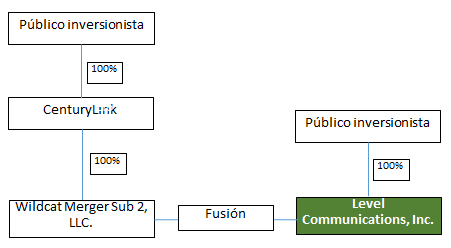 Público inversionista
100%
CenturyLink
Público inversionista
100%
100%
Wildcat Merger Sub 2,
LLC.
Fusión
Level
Communications, Inc.